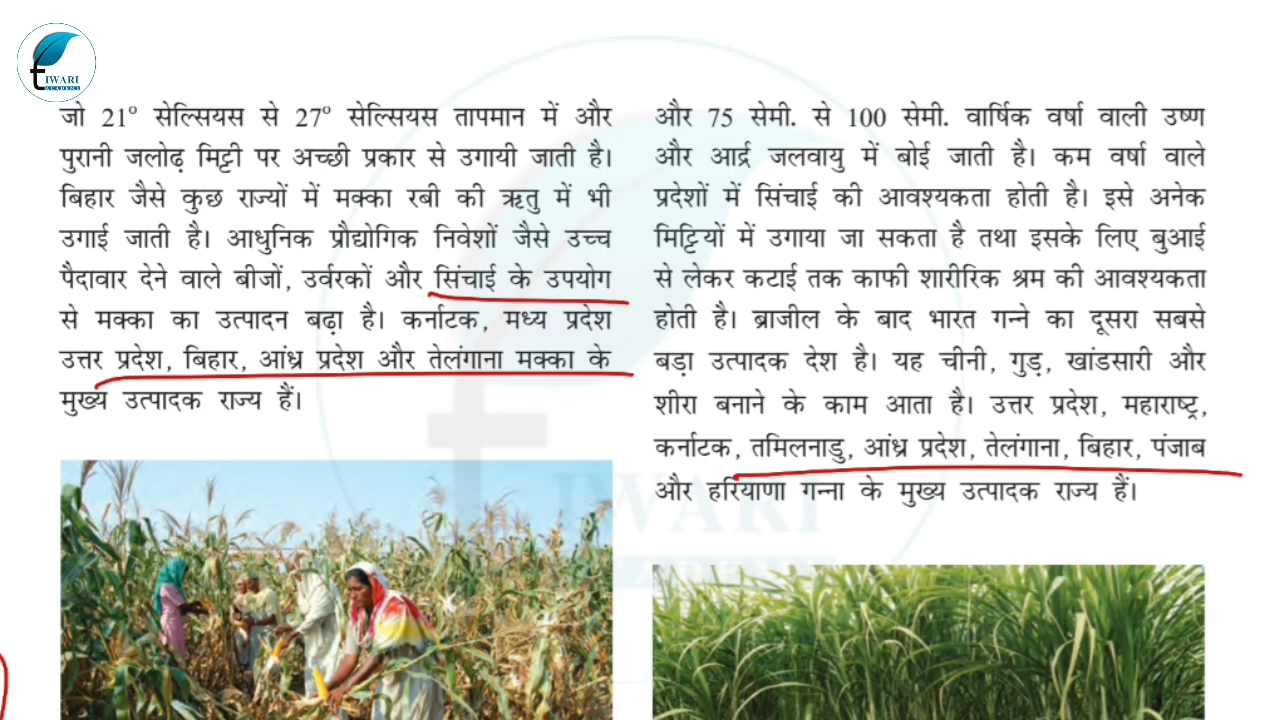 tIWARI
ACADEMY
जो 21° सेल्सियस से 27° सेल्सियस तापमान में और
पुरानी जलोढ़ मिट्टी पर अच्छी प्रकार से उगायी जाती है।
बिहार जैसे कुछ राज्यों में मक्का रबी की ऋतु में भी
उगाई जाती है। आधुनिक प्रौद्योगिक निवेशों जैसे उच्च
पैदावार देने वाले बीजों, उर्वरकों और सिंचाई के उपयोग
से मक्का का उत्पादन बढ़ा है। कर्नाटक, मध्य प्रदेश
उत्तर प्रदेश, बिहार, आंध्र प्रदेश और तेलंगाना मक्का के
मुख्य उत्पादक राज्य हैं।
और 75 सेमी. से 100 सेमी. वार्षिक वर्षा वाली उष्ण
और आर्द्र जलवायु में बोई जाती है। कम वर्षा वाले
प्रदेशों में सिंचाई की आवश्यकता होती है। इसे अनेक
मिट्टियों में उगाया जा सकता है तथा इसके लिए बुआई
से लेकर कटाई तक काफी शारीरिक श्रम की आवश्यकता
होती है। ब्राजील के बाद भारत गन्ने का दूसरा सबसे
बड़ा उत्पादक देश है। यह चीनी, गुड़, खांडसारी और
शीरा बनाने के काम आता है। उत्तर प्रदेश, महाराष्ट्र,
कर्नाटक, तमिलनाडु, आंध्र प्रदेश, तेलंगाना, बिहार, पंजाब
और हरियाणा गन्ना के मुख्य उत्पादक राज्य हैं।
IWARI